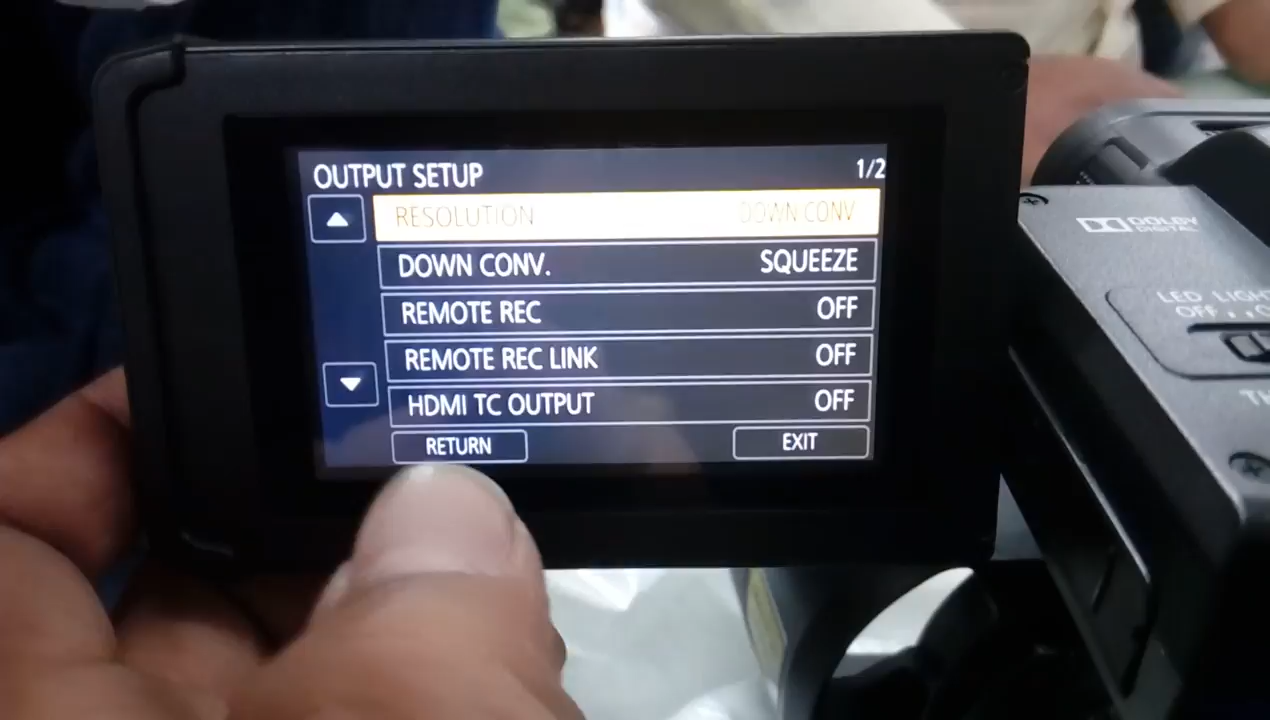 OUTPUT SETUP 1/2
RESOLUTION DOWN CONV
DOWN CONV. SQUEEZE
REMOTE REC OFF
REMOTE REC LINK OFF
HDMI TC OUTPUT OFF
RETURN EXIT
DOLBY
DIGITAL
LED LIGHT
OFF